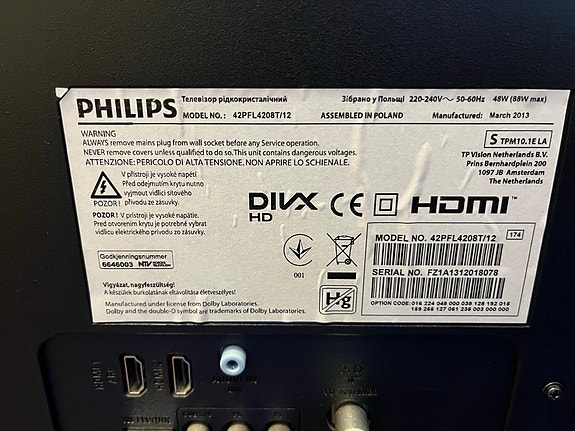 PHILIPS
Телевізор рідкокристалічний
Зібрано у Польщі 220-240V~ 50-60Hz 48W (88W max)
MODEL NO.: 42PFL4208T/12 ASSEMBLED IN POLAND Manufactured: March 2013
WARNING
ALWAYS remove mains plug from wall socket before any Service operation.
NEVER remove covers unless qualified to do so. This unit contains dangerous voltages.
ATTENZIONE: PERICOLO DI ALTA TENSIONE. NON APRIRE LO SCHIENALE.
S TPM10.1E LA
TP Vision Netherlands B.V.
Prins Bernhardplein 200
1097 JB Amsterdam
The Netherlands
V přístroji je vysoké napětí
Před odejmutím krytu nutno
vyjmout vidlici síťového
POZOR! přívodu ze zásuvky.
POZOR! V prístroji je vysoké napätie.
Pred otvorením krytu je potrebné vybrať
vidlicu elektrického prívodu zo zásuvky.
DIVX
HD
CE
HDMI™
Godkjenningsnummer
6646003 NTV
001
Hg
MODEL NO. 42PFL4208T/12 174
SERIAL NO. FZ1A1312018078
OPTION CODE: 016 224 048 000 038 128 192 015
159 255 127 061 236 003 000 000
Vigyázat, nagyfeszültség!
A készülék burkolatának eltávolítása életveszélyes!
Manufactured under license from Dolby Laboratories.
Dolby and the double-D symbol are trademarks of Dolby Laboratories.